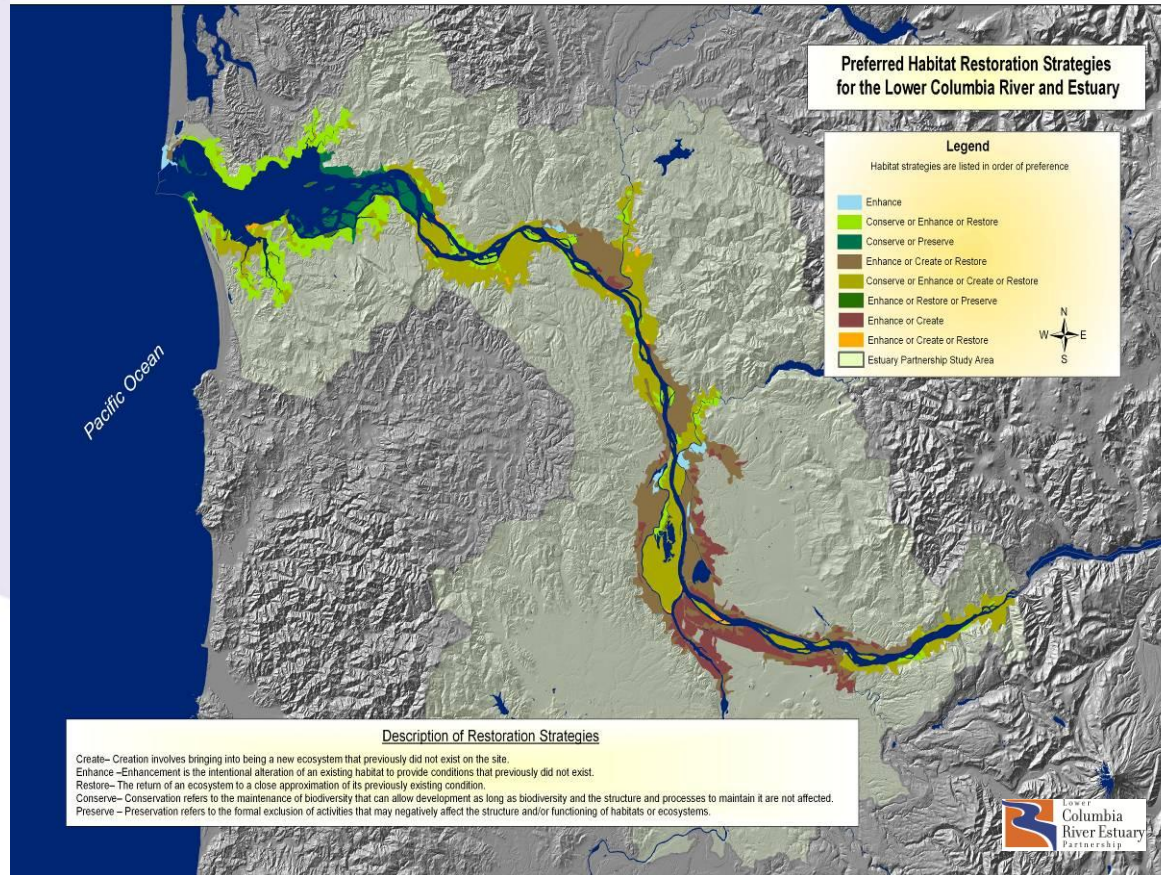 Preferred Habitat Restoration Strategies
for the Lower Columbia River and Estuary
Legend
Habitat strategies are listed in order of preference
Enhance
Conserve or Enhance or Restore
Conserve or Preserve
Enhance or Create or Restore
Conserve or Enhance or Create or Restore
Enhance or Restore or Preserve
Enhance or Create
Enhance or Create or Restore
Estuary Partnership Study Area
N
W E
S
Pacific Ocean
Description of Restoration Strategies
Create– Creation involves bringing into being a new ecosystem that previously did not exist on the site.
Enhance –Enhancement is the intentional alteration of an existing habitat to provide conditions that previously did not exist.
Restore– The return of an ecosystem to a close approximation of its previously existing condition.
Conserve– Conservation refers to the maintenance of biodiversity that can allow development as long as biodiversity and the structure and processes to maintain it are not affected.
Preserve – Preservation refers to the formal exclusion of activities that may negatively affect the structure and/or functioning of habitats or ecosystems.
Lower
Columbia
River Estuary
Partnership